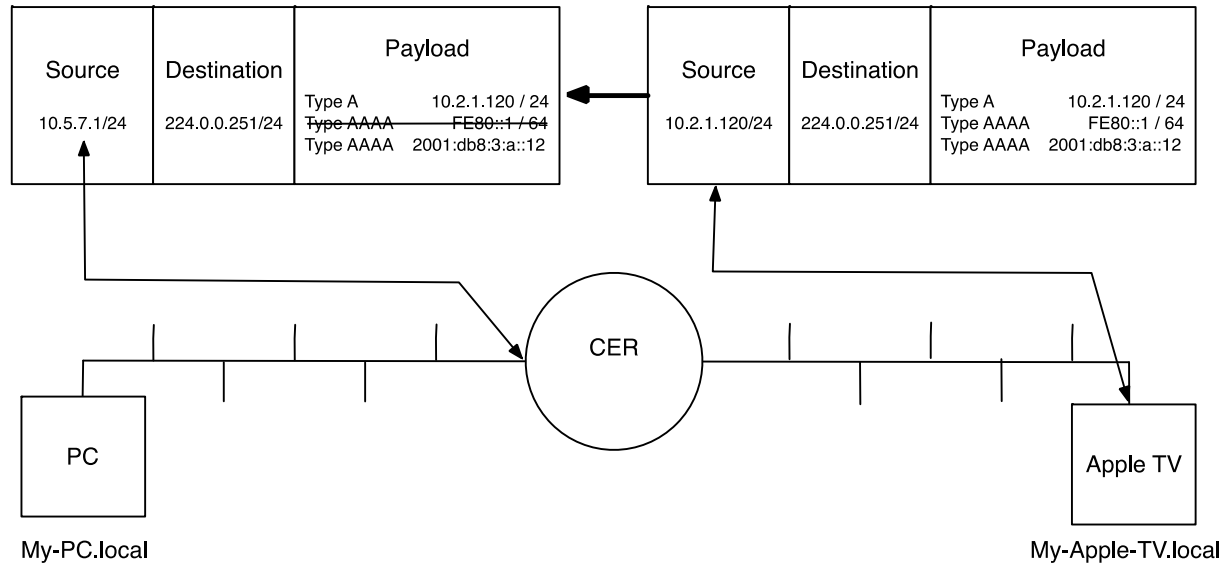 Source
Destination
Payload
10.5.7.1/24
224.0.0.251/24
Type A 10.2.1.120 / 24
Type AAAA FE80::1 / 64
Type AAAA 2001:db8:3:a::12
Source
Destination
Payload
10.2.1.120/24
224.0.0.251/24
Type A 10.2.1.120 / 24
Type AAAA FE80::1 / 64
Type AAAA 2001:db8:3:a::12
CER
PC
Apple TV
My-PC.local
My-Apple-TV.local